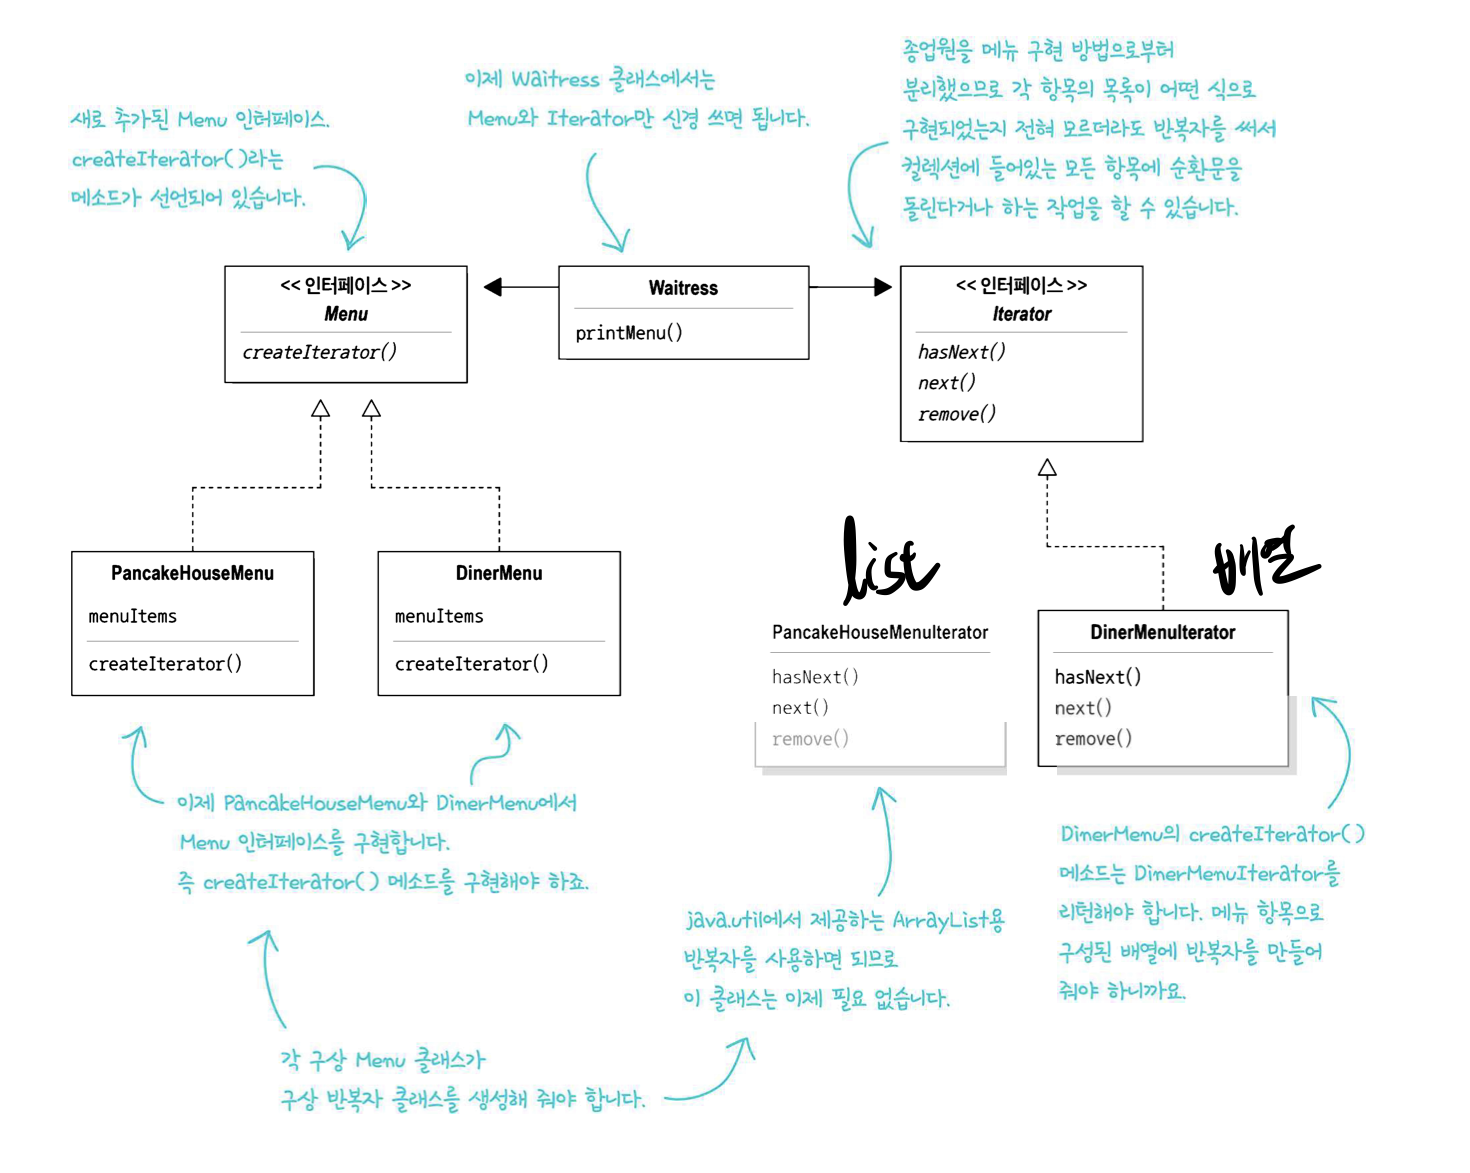 새로 추가된 Menu 인터페이스.
createIterator()라는
메소드가 선언되어 있습니다.
이제 Waitress 클래스에서는
Menu와 Iterator만 신경 쓰면 됩니다.
종업원을 메뉴 구현 방법으로부터
분리했으므로 각 항목의 목록이 어떤 식으로
구현되었는지 전혀 모르더라도 반복자를 써서
컬렉션에 들어있는 모든 항목에 순환문을
돌린다거나 하는 작업을 할 수 있습니다.
<< 인터페이스 >>
Menu
createIterator()
Waitress
printMenu()
<< 인터페이스 >>
Iterator
hasNext()
next()
remove()
PancakeHouseMenu
menuItems
createIterator()
DinerMenu
menuItems
createIterator()
list
PancakeHouseMenuIterator
hasNext()
next()
remove()
배열
DinerMenuIterator
hasNext()
next()
remove()
이제 PancakeHouseMenu와 DinerMenu에서
Menu 인터페이스를 구현합니다.
즉 createIterator() 메소드를 구현해야 하죠.
java.util에서 제공하는 ArrayList용
반복자를 사용하면 되므로
이 클래스는 이제 필요 없습니다.
DinerMenu의 createIterator()
메소드는 DinerMenuIterator를
리턴해야 합니다. 메뉴 항목으로
구성된 배열에 반복자를 만들어
줘야 하니까요.
각 구상 Menu 클래스가
구상 반복자 클래스를 생성해 줘야 합니다.